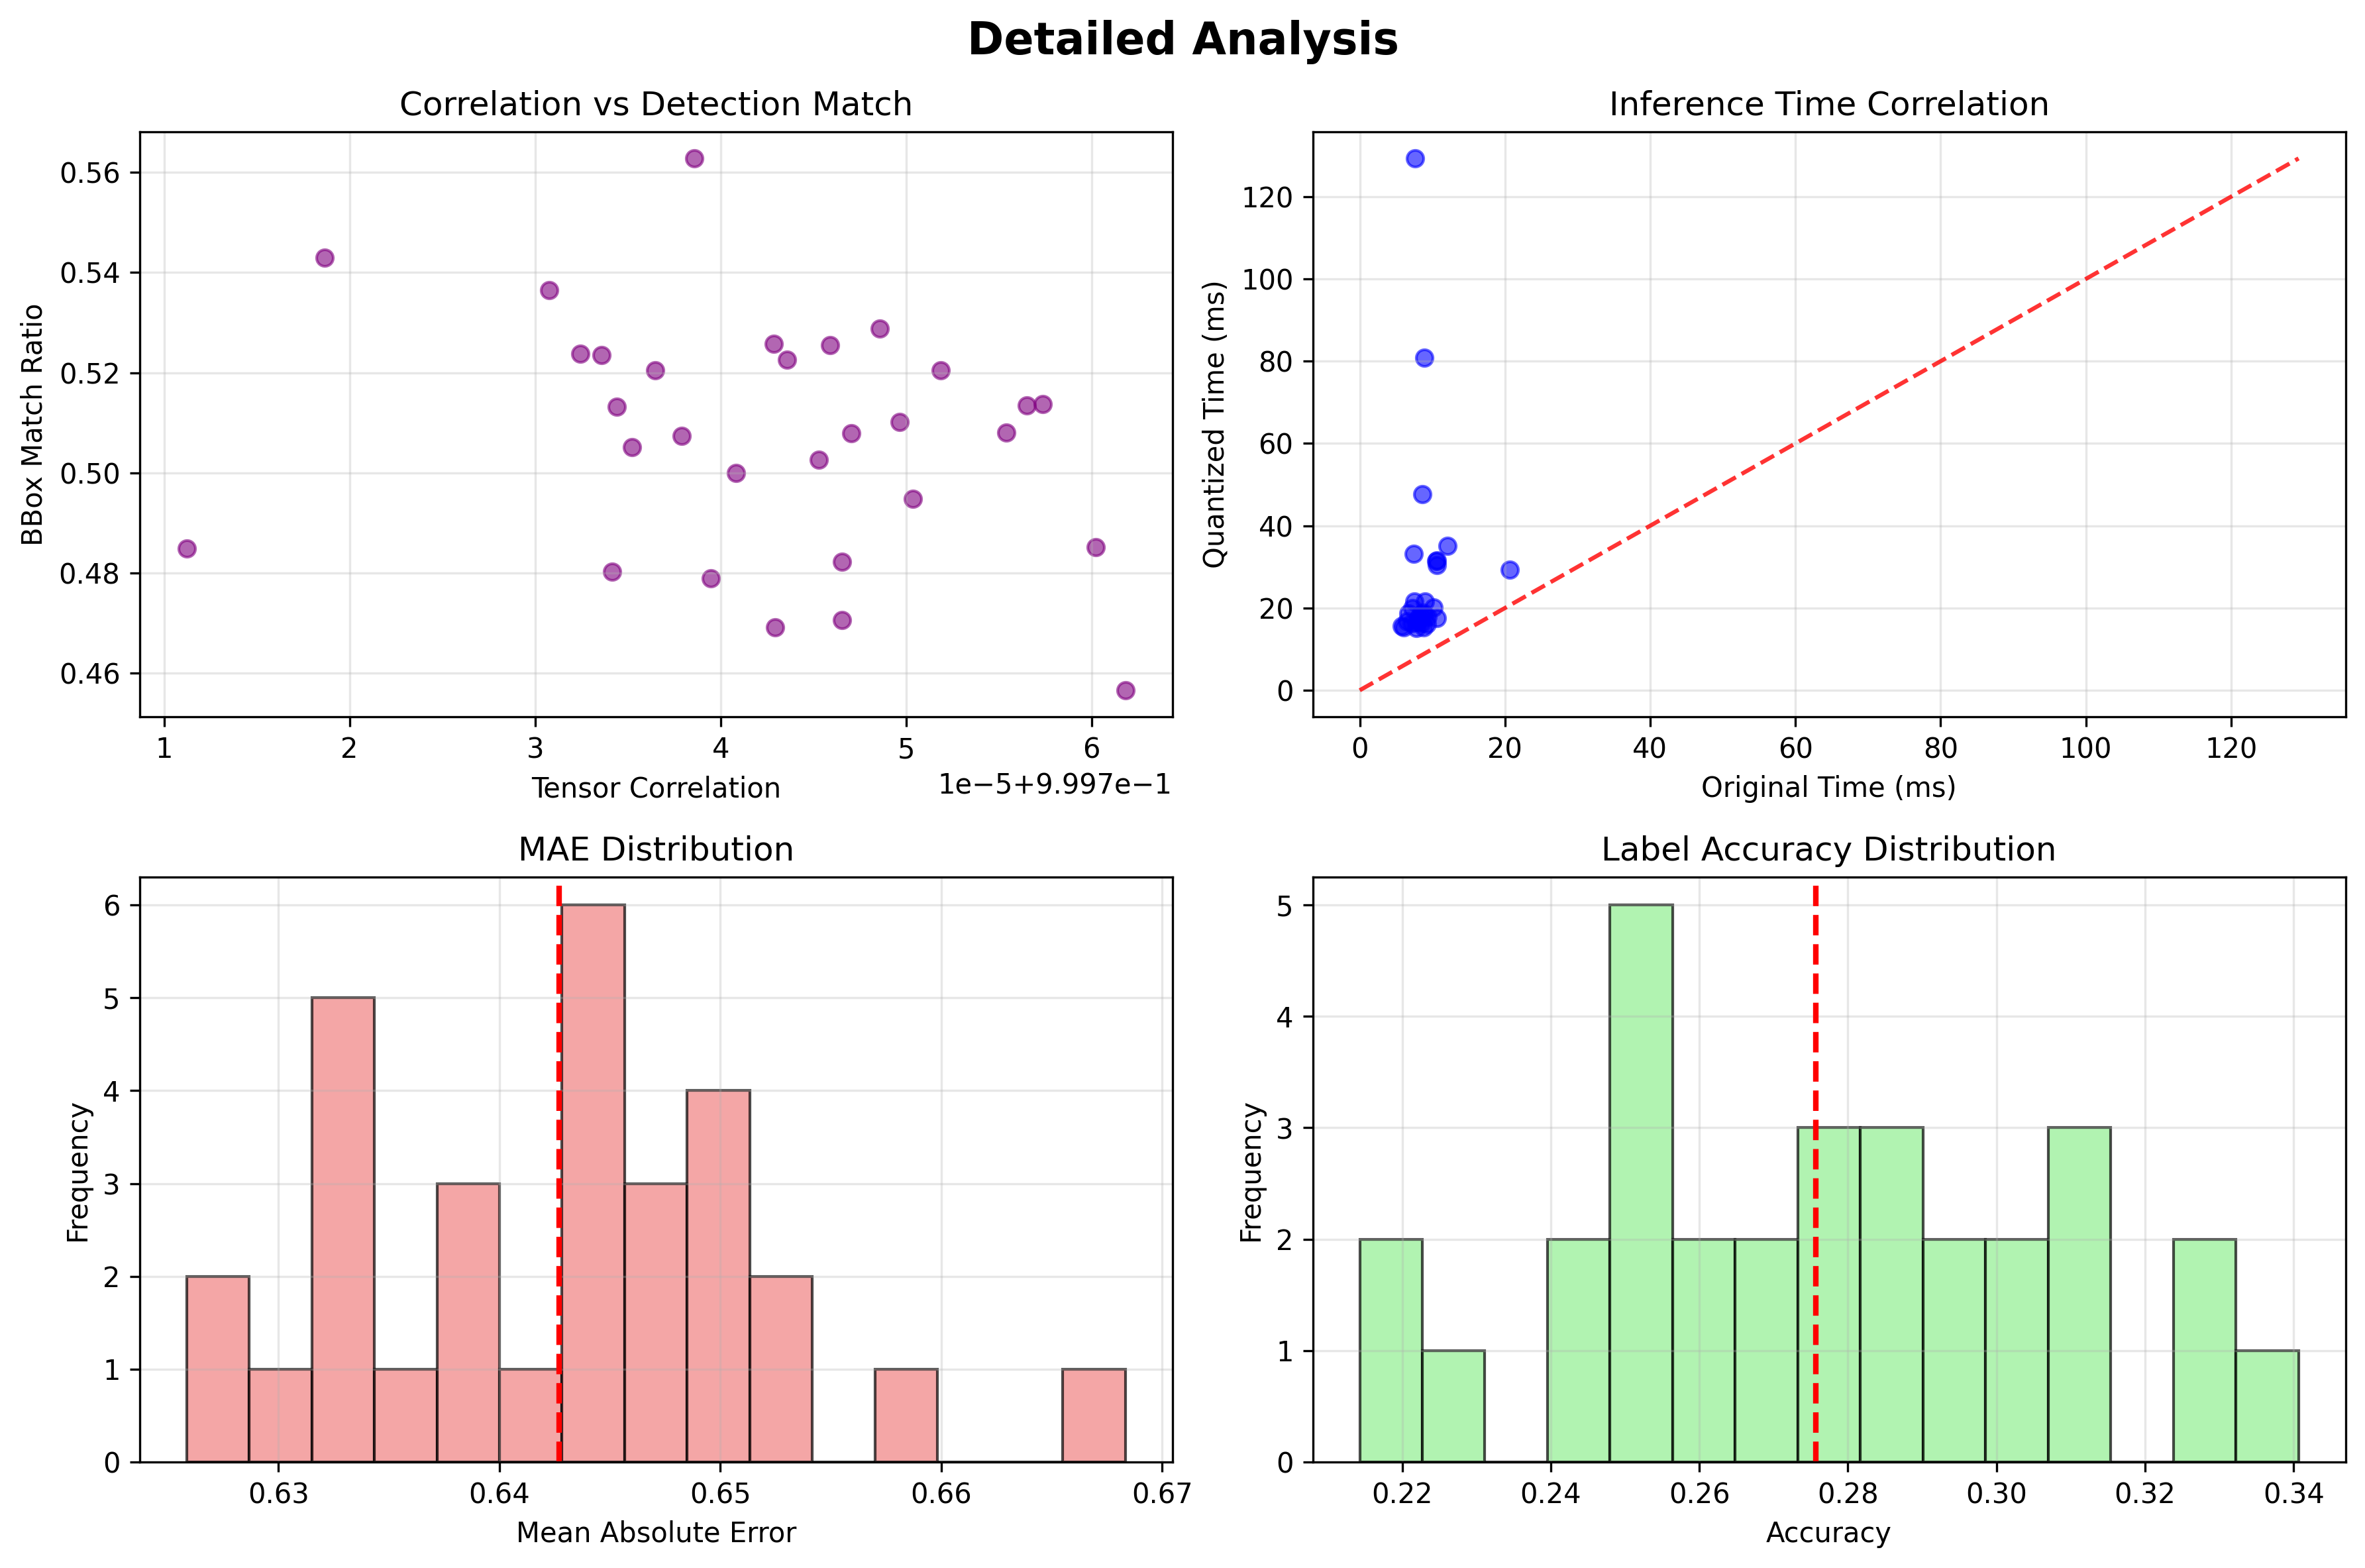 Detailed Analysis
Correlation vs Detection Match
BBox Match Ratio
0.56
0.54
0.52
0.50
0.48
0.46
1 2 3 4 5 6
1e−5+9.997e−1
Tensor Correlation
Inference Time Correlation
Quantized Time (ms)
120
100
80
60
40
20
0
0 20 40 60 80 100 120
Original Time (ms)
MAE Distribution
Frequency
6
5
4
3
2
1
0
0.63 0.64 0.65 0.66 0.67
Mean Absolute Error
Label Accuracy Distribution
Frequency
5
4
3
2
1
0
0.22 0.24 0.26 0.28 0.30 0.32 0.34
Accuracy